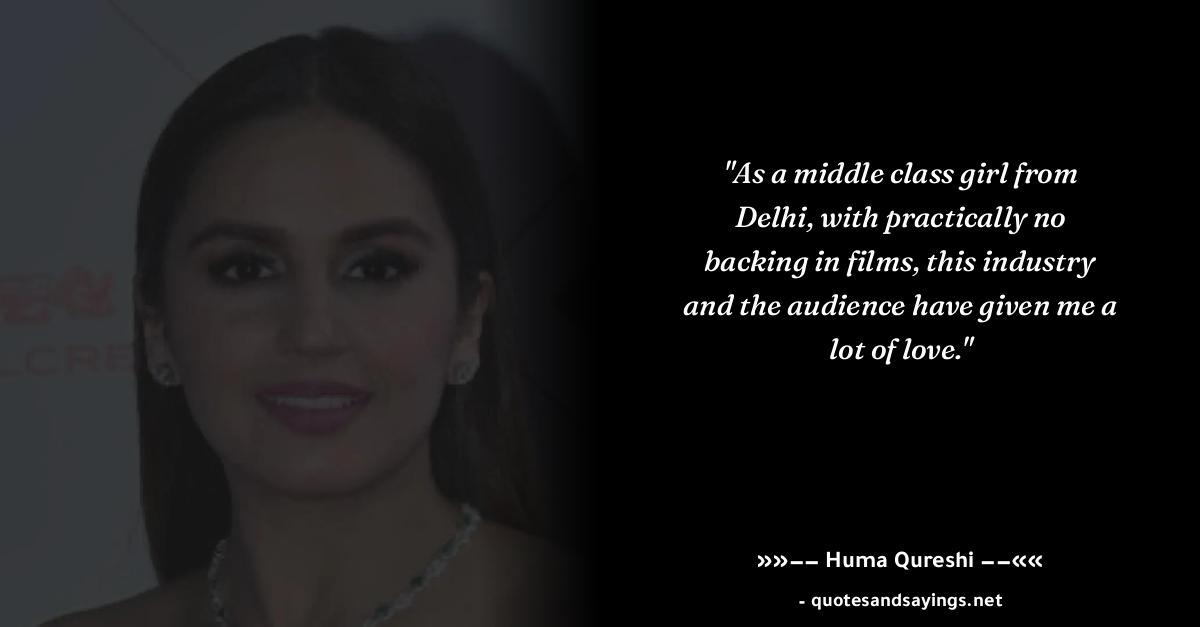 "As a middle class girl from
Delhi, with practically no
backing in films, this industry
and the audience have given me a
lot of love."
»»−− Huma Qureshi −−««
- quotesandsayings.net
LCRE